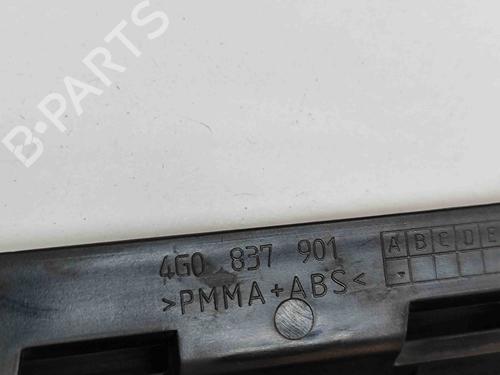 B-PARTS
4G0 837 901
>PMMA+ABS<
A B C D E